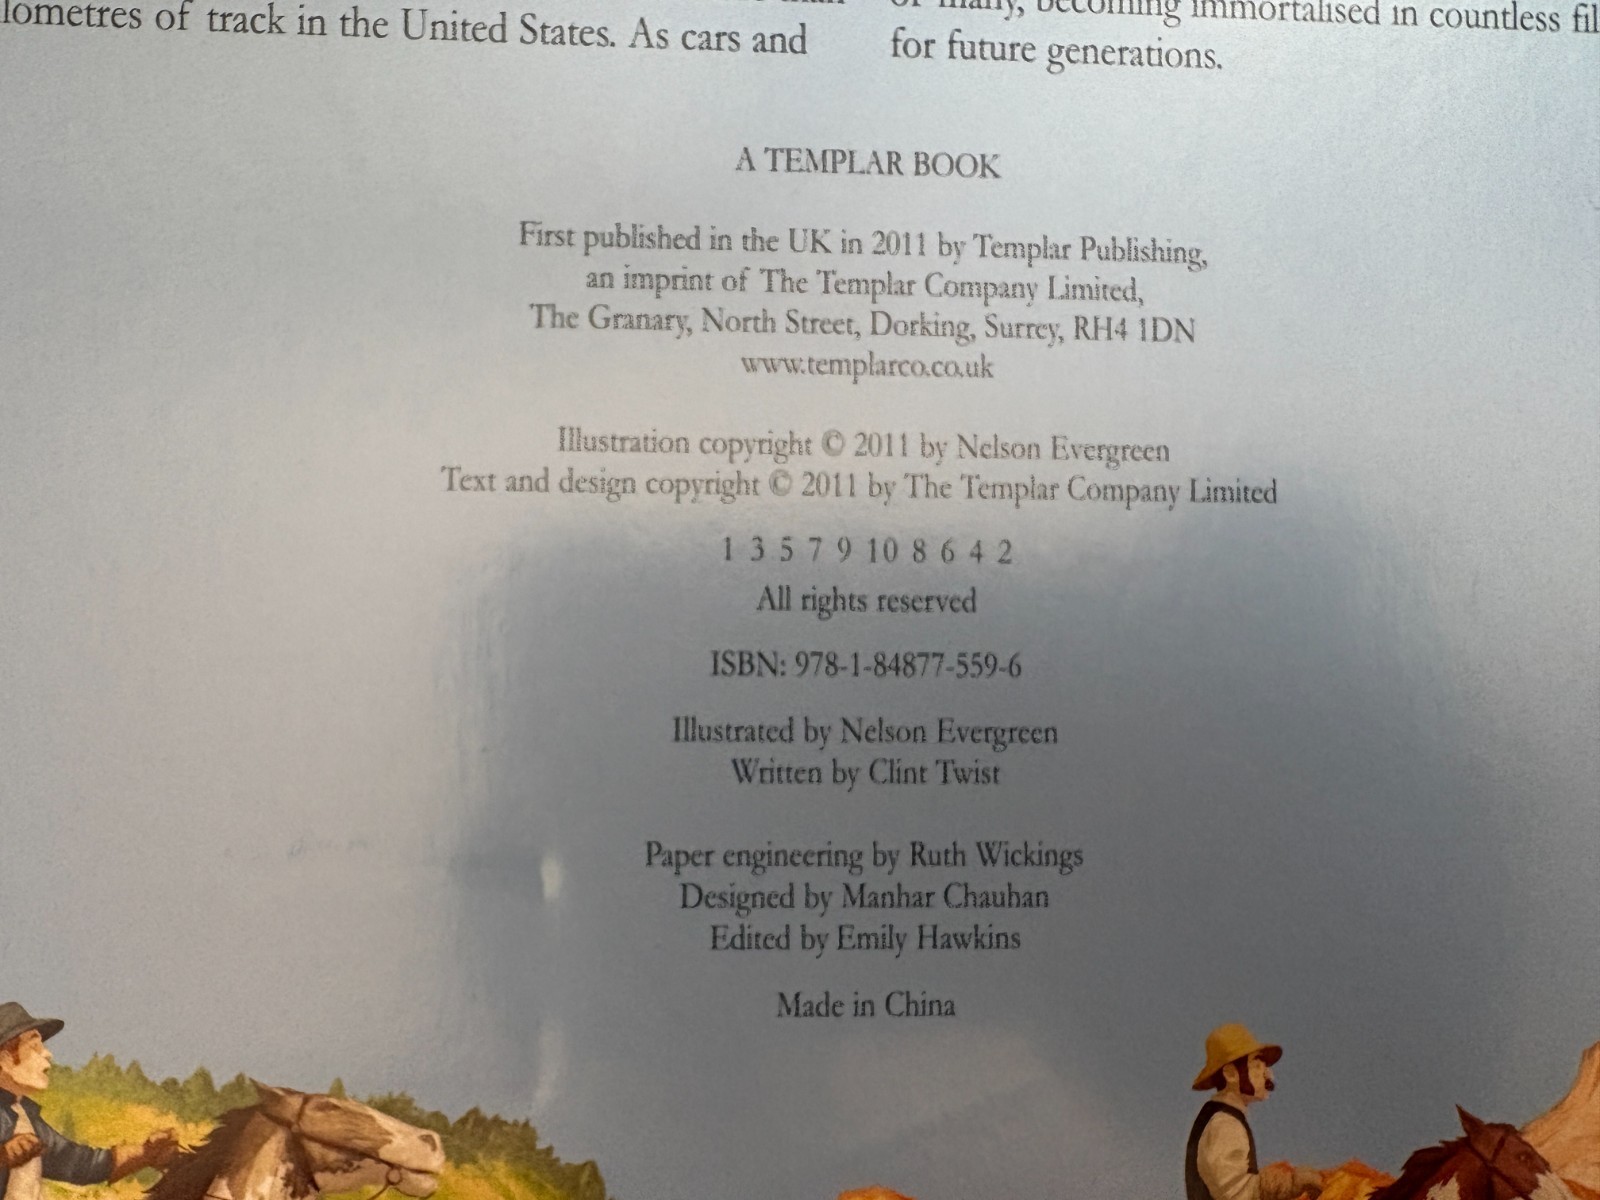 lometres of track in the United States. As cars and
becoming immortalised in countless
for future generations.
A TEMPLAR BOOK
First published in the UK in 2011 by Templar Publishing,
an imprint of The Templar Company Limited,
The Granary, North Street, Dorking, Surrey, RH4 1DN
www.templarco.co.uk
Illustration copyright © 2011 by Nelson Evergreen
Text and design copyright © 2011 by The Templar Company Limited
1 3 5 7 9 10 8 6 4 2
All rights reserved
ISBN: 978-1-84877-559-6
Illustrated by Nelson Evergreen
Written by Clint Twist
Paper engineering by Ruth Wickings
Designed by Manhar Chauhan
Edited by Emily Hawkins
Made in China